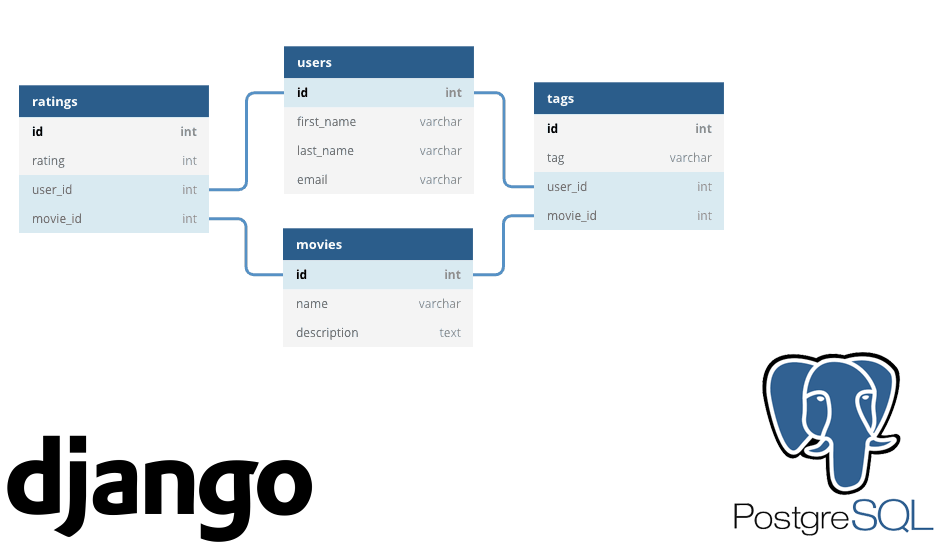 users
id int
first_name varchar
last_name varchar
email varchar
ratings
id int
rating int
user_id int
movie_id int
tags
id int
tag varchar
user_id int
movie_id int
movies
id int
name varchar
description text
django
PostgreSQL